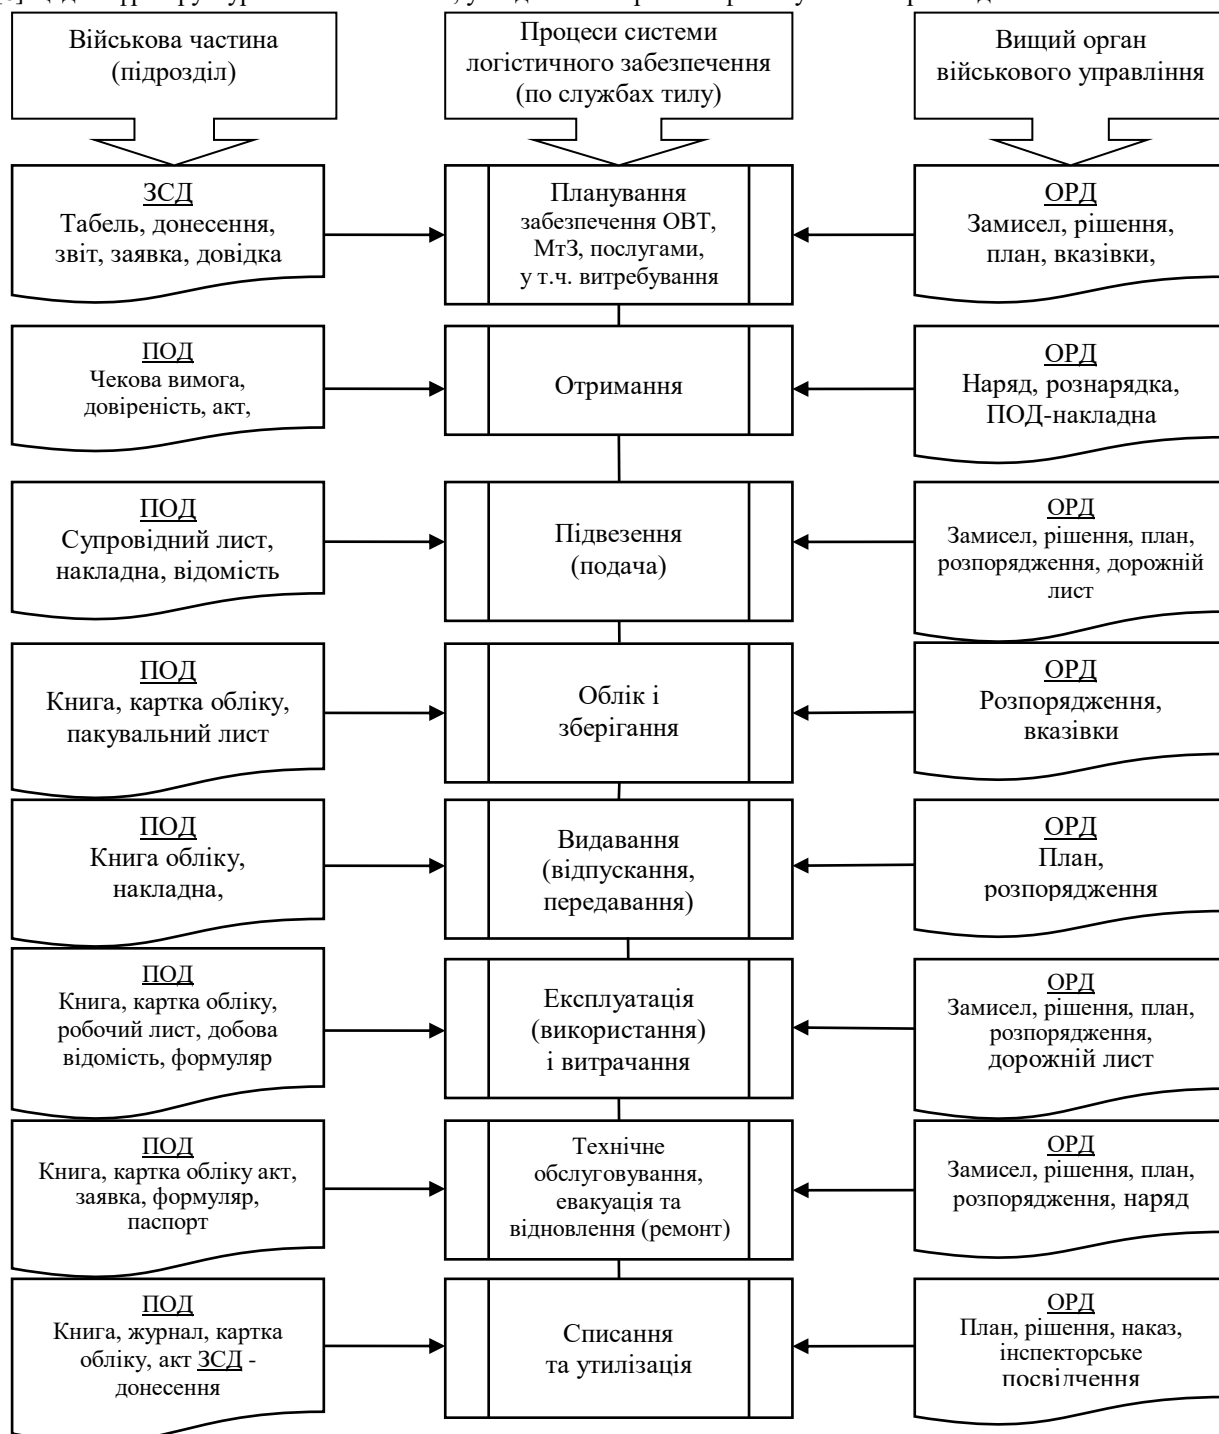 Військова частина
(підрозділ)
Процеси системи
логістичного забезпечення
(по службах тилу)
Вищий орган
військового управління
ЗСД
Табель, донесення,
звіт, заявка, довідка
Планування
забезпечення ОВТ,
МтЗ, послугами,
у т.ч. витребування
ОРД
Замисел, рішення,
план, вказівки,
ПОД
Чекова вимога,
довіреність, акт,
Отримання
ОРД
Наряд, рознарядка,
ПОД-накладна
ПОД
Супровідний лист,
накладна, відомість
Підвезення
(подача)
ОРД
Замисел, рішення, план,
розпорядження, дорожній
лист
ПОД
Книга, картка обліку,
пакувальний лист
Облік і
зберігання
ОРД
Розпорядження,
вказівки
ПОД
Книга обліку,
накладна,
Видавання
(відпускання,
передавання)
ОРД
План,
розпорядження
ПОД
Книга, картка обліку,
робочий лист, добова
відомість, формуляр
Експлуатація
(використання)
і витрачання
ОРД
Замисел, рішення, план,
розпорядження,
дорожній лист
ПОД
Книга, картка обліку акт,
заявка, формуляр,
паспорт
Технічне
обслуговування,
евакуація та
відновлення (ремонт)
ОРД
Замисел, рішення, план,
розпорядження, наряд
ПОД
Книга, журнал, картка
обліку, акт ЗСД -
донесення
Списання
та утилізація
ОРД
План, рішення, наказ,
інспекторське
посвідчення